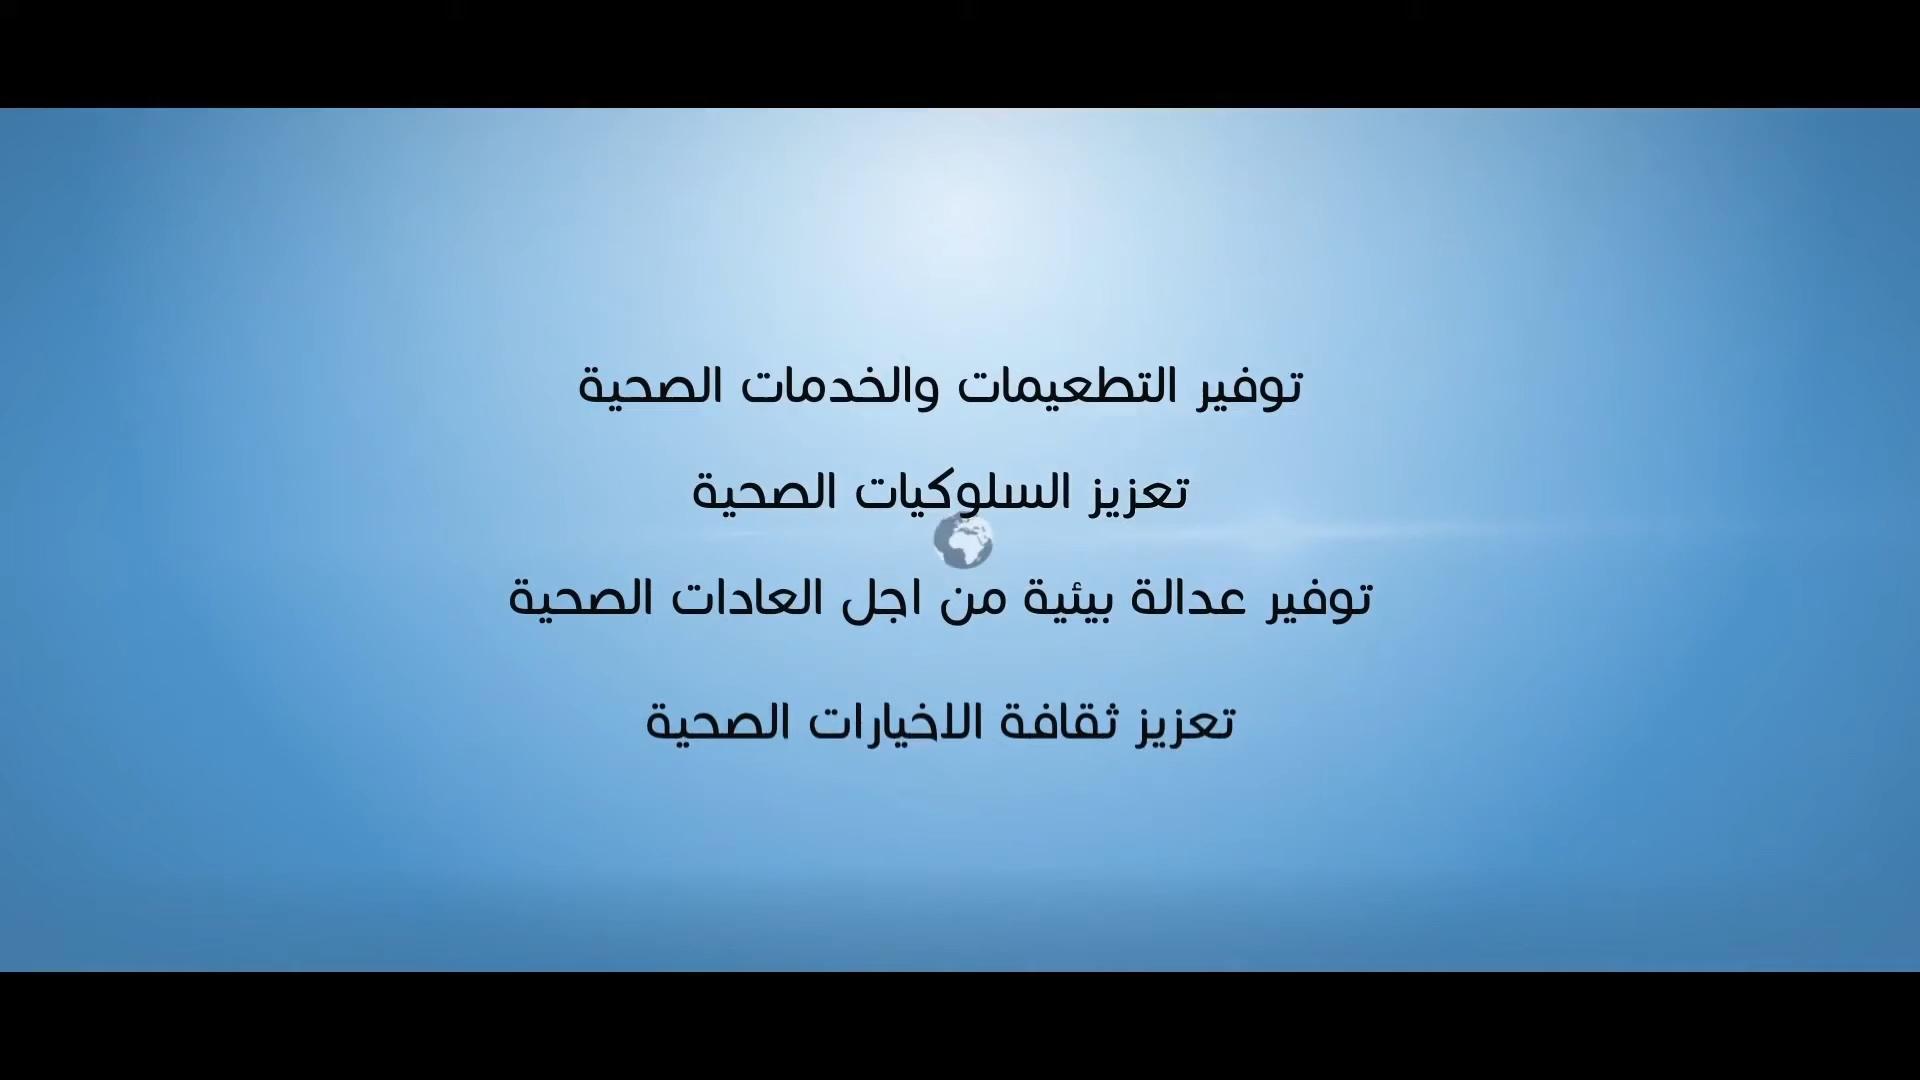 توفير التطعيمات والخدمات الصحية
تعزيز السلوكيات الصحية
توفير عدالة بيئية من اجل العادات الصحية
تعزيز ثقافة الاخيارات الصحية